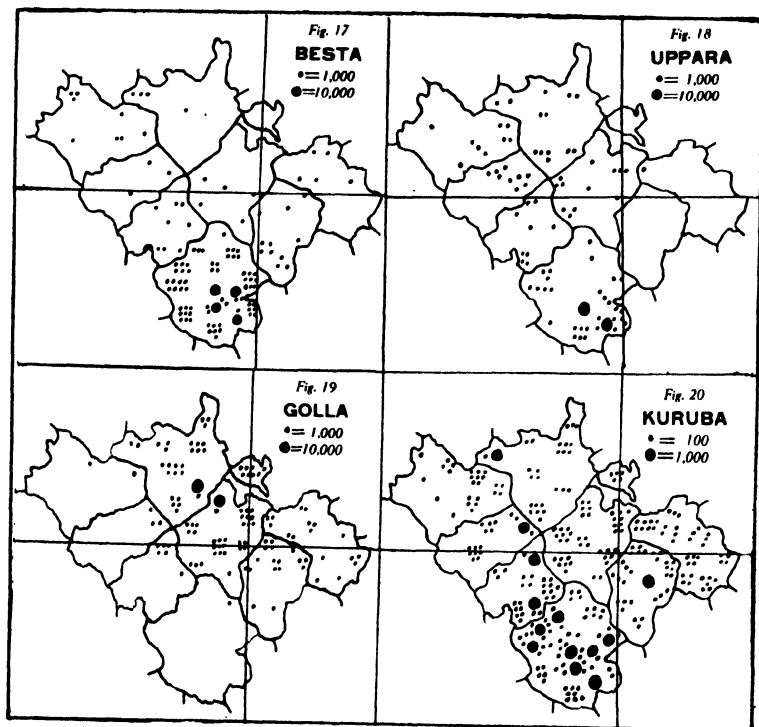 Fig. 17
BESTA
•=1,000
●=10,000
Fig. 18
UPPARA
•= 1,000
●=10,000
Fig. 19
GOLLA
•= 1,000
●=10,000
Fig. 20
KURUBA
• = 100
●=1,000